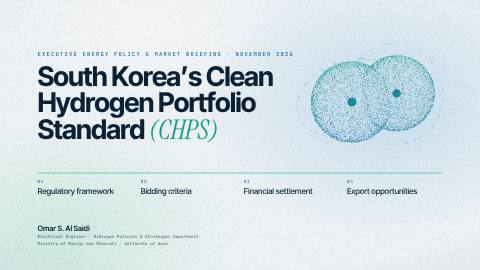 EXECUTIVE ENERGY POLICY & MARKET BRIEFING · NOVEMBER 2026
South Korea's Clean
Hydrogen Portfolio
Standard (CHPS)
01
02
03
04
Regulatory framework
Bidding criteria
Financial settlement
Export opportunities
Omar S. Al Saidi
Electrical Engineer · Hydrogen Policies & Strategies Department
Ministry of Energy and Minerals · Sultanate of Oman